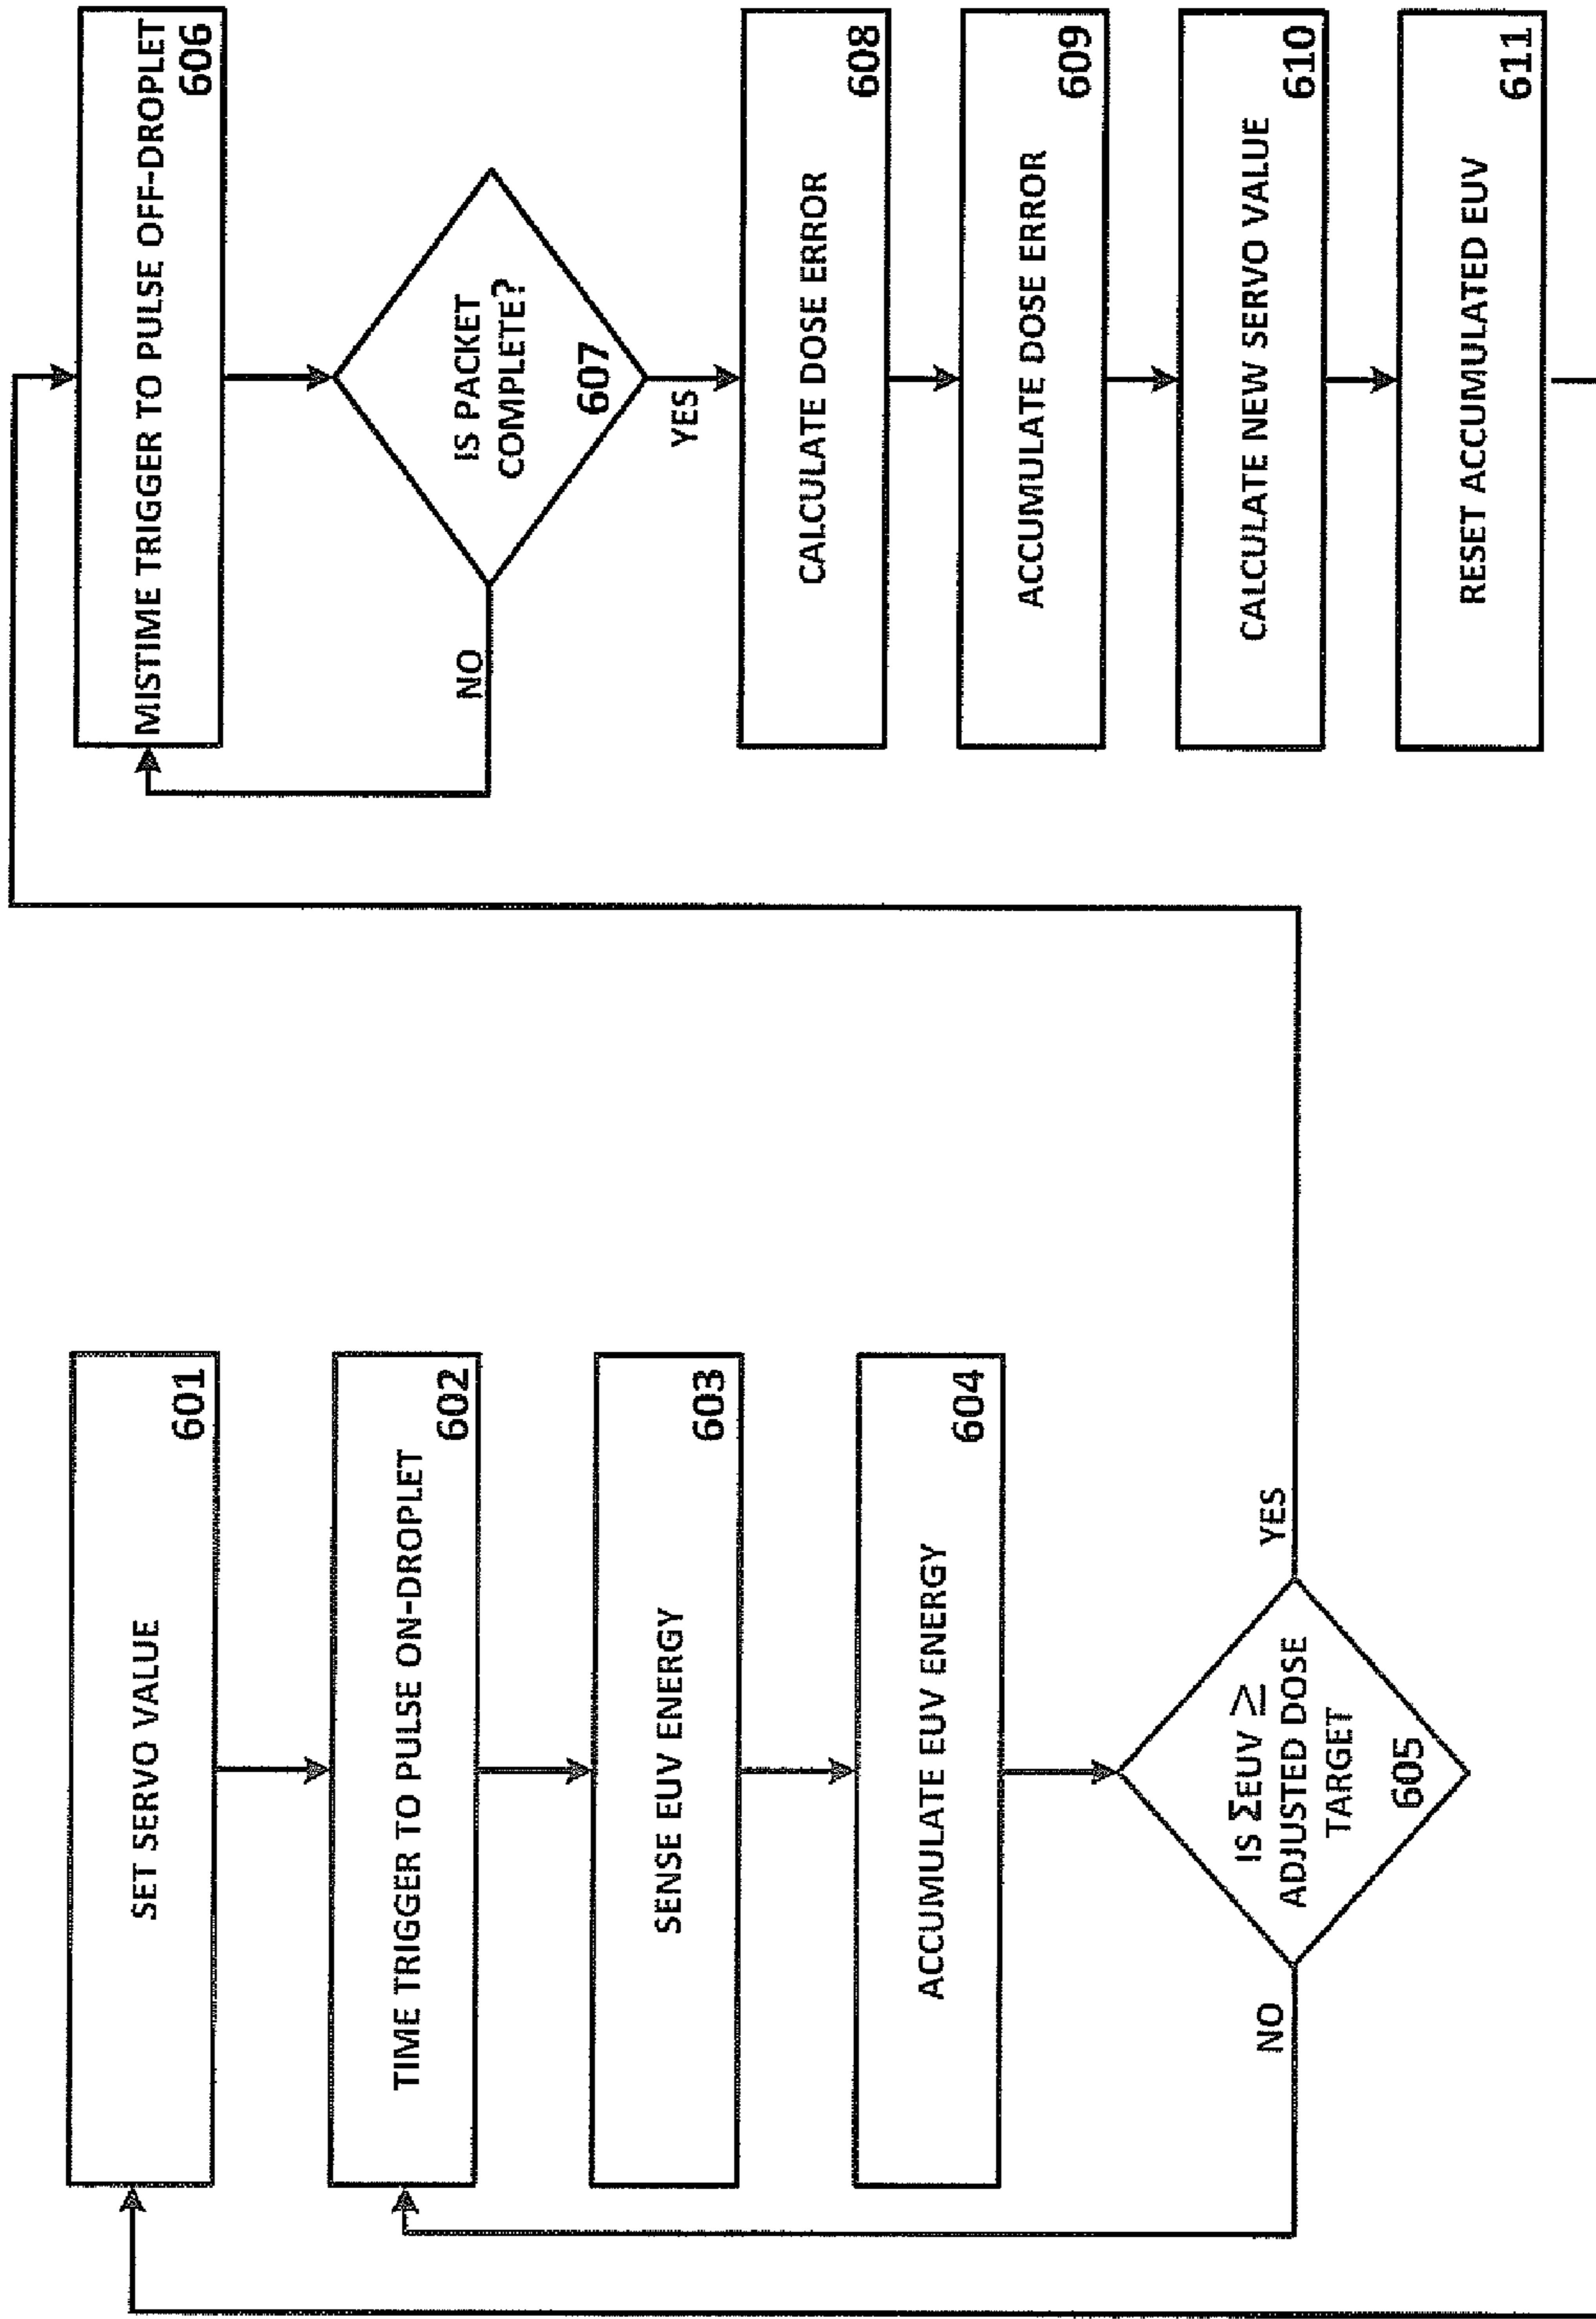 SET SERVO VALUE
601
TIME TRIGGER TO PULSE ON-DROPLET
602
SENSE EUV ENERGY
603
ACCUMULATE EUV ENERGY
604
IS ΣEUV ≥
ADJUSTED DOSE
TARGET
605
NO
YES
MISTIME TRIGGER TO PULSE OFF-DROPLET
606
IS PACKET
COMPLETE?
607
NO
YES
CALCULATE DOSE ERROR
608
ACCUMULATE DOSE ERROR
609
CALCULATE NEW SERVO VALUE
610
RESET ACCUMULATED EUV
611